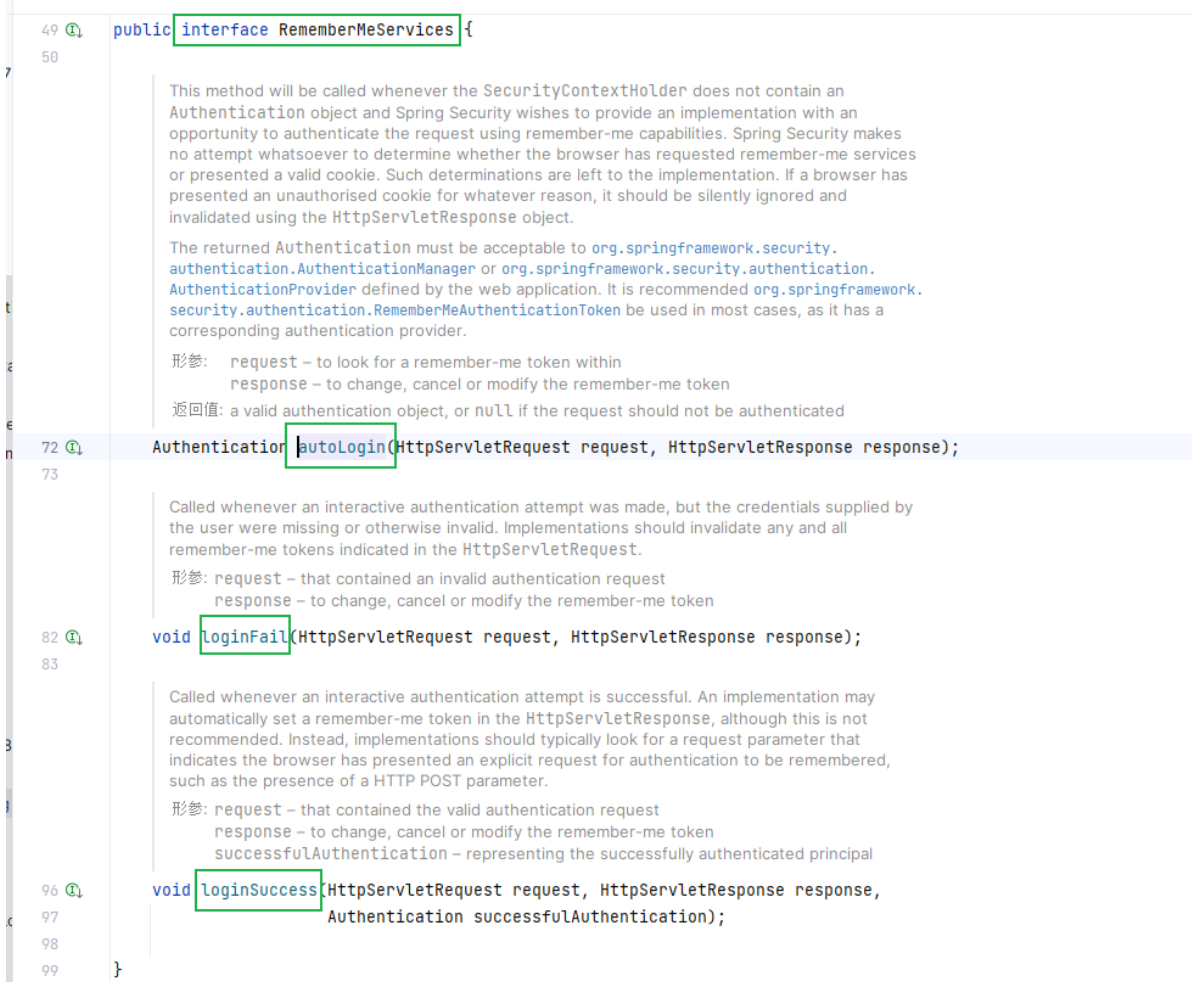 49 public interface RememberMeServices {
50
This method will be called whenever the SecurityContextHolder does not contain an
Authentication object and Spring Security wishes to provide an implementation with an
opportunity to authenticate the request using remember-me capabilities. Spring Security makes
no attempt whatsoever to determine whether the browser has requested remember-me services
or presented a valid cookie. Such determinations are left to the implementation. If a browser has
presented an unauthorised cookie for whatever reason, it should be silently ignored and
invalidated using the HttpServletResponse object.
The returned Authentication must be acceptable to org.springframework.security.
authentication.AuthenticationManager or org.springframework.security.authentication.
AuthenticationProvider defined by the web application. It is recommended org.springframework.
security.authentication.RememberMeAuthenticationToken be used in most cases, as it has a
corresponding authentication provider.
形参: request – to look for a remember-me token within
response – to change, cancel or modify the remember-me token
返回值: a valid authentication object, or null if the request should not be authenticated
72 Authentication autoLogin(HttpServletRequest request, HttpServletResponse response);
73
Called whenever an interactive authentication attempt was made, but the credentials supplied by
the user were missing or otherwise invalid. Implementations should invalidate any and all
remember-me tokens indicated in the HttpServletRequest.
形参: request – that contained an invalid authentication request
response – to change, cancel or modify the remember-me token
82 void loginFail(HttpServletRequest request, HttpServletResponse response);
83
Called whenever an interactive authentication attempt is successful. An implementation may
automatically set a remember-me token in the HttpServletResponse, although this is not
recommended. Instead, implementations should typically look for a request parameter that
indicates the browser has presented an explicit request for authentication to be remembered,
such as the presence of a HTTP POST parameter.
形参: request – that contained the valid authentication request
response – to change, cancel or modify the remember-me token
successfulAuthentication – representing the successfully authenticated principal
96 void loginSuccess(HttpServletRequest request, HttpServletResponse response,
97 Authentication successfulAuthentication);
98
99 }